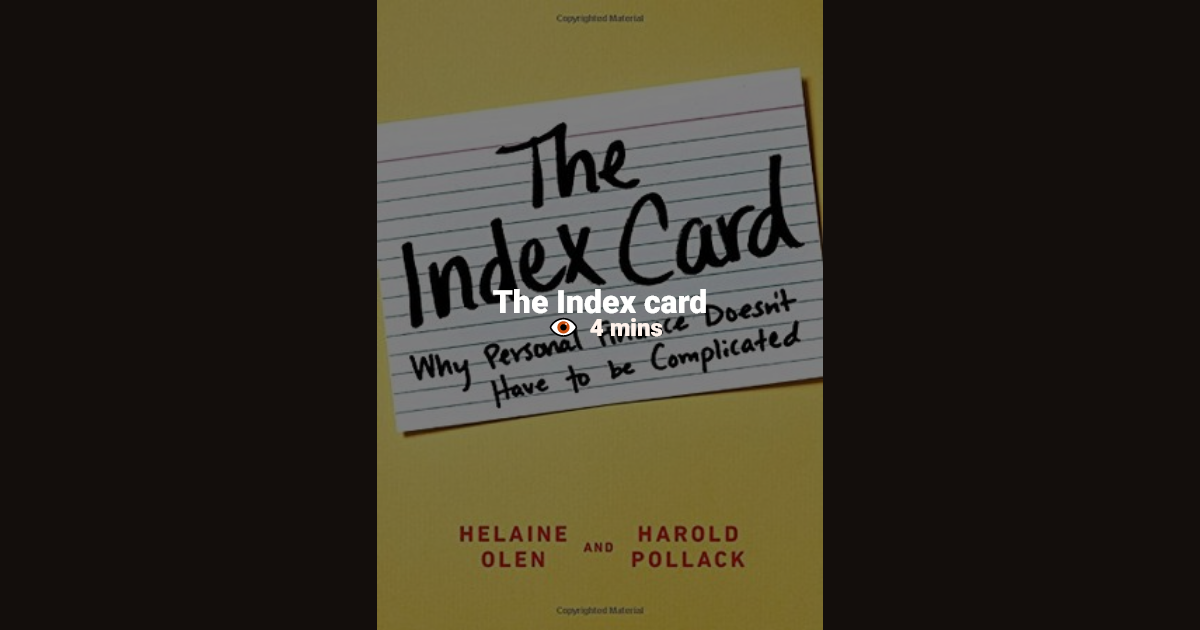 Copyrighted Material
The
Index Card
The Index card
4 mins
Why Personal Finance Doesn't
Have to be Complicated
HELAINE OLEN AND HAROLD POLLACK
Copyrighted Material